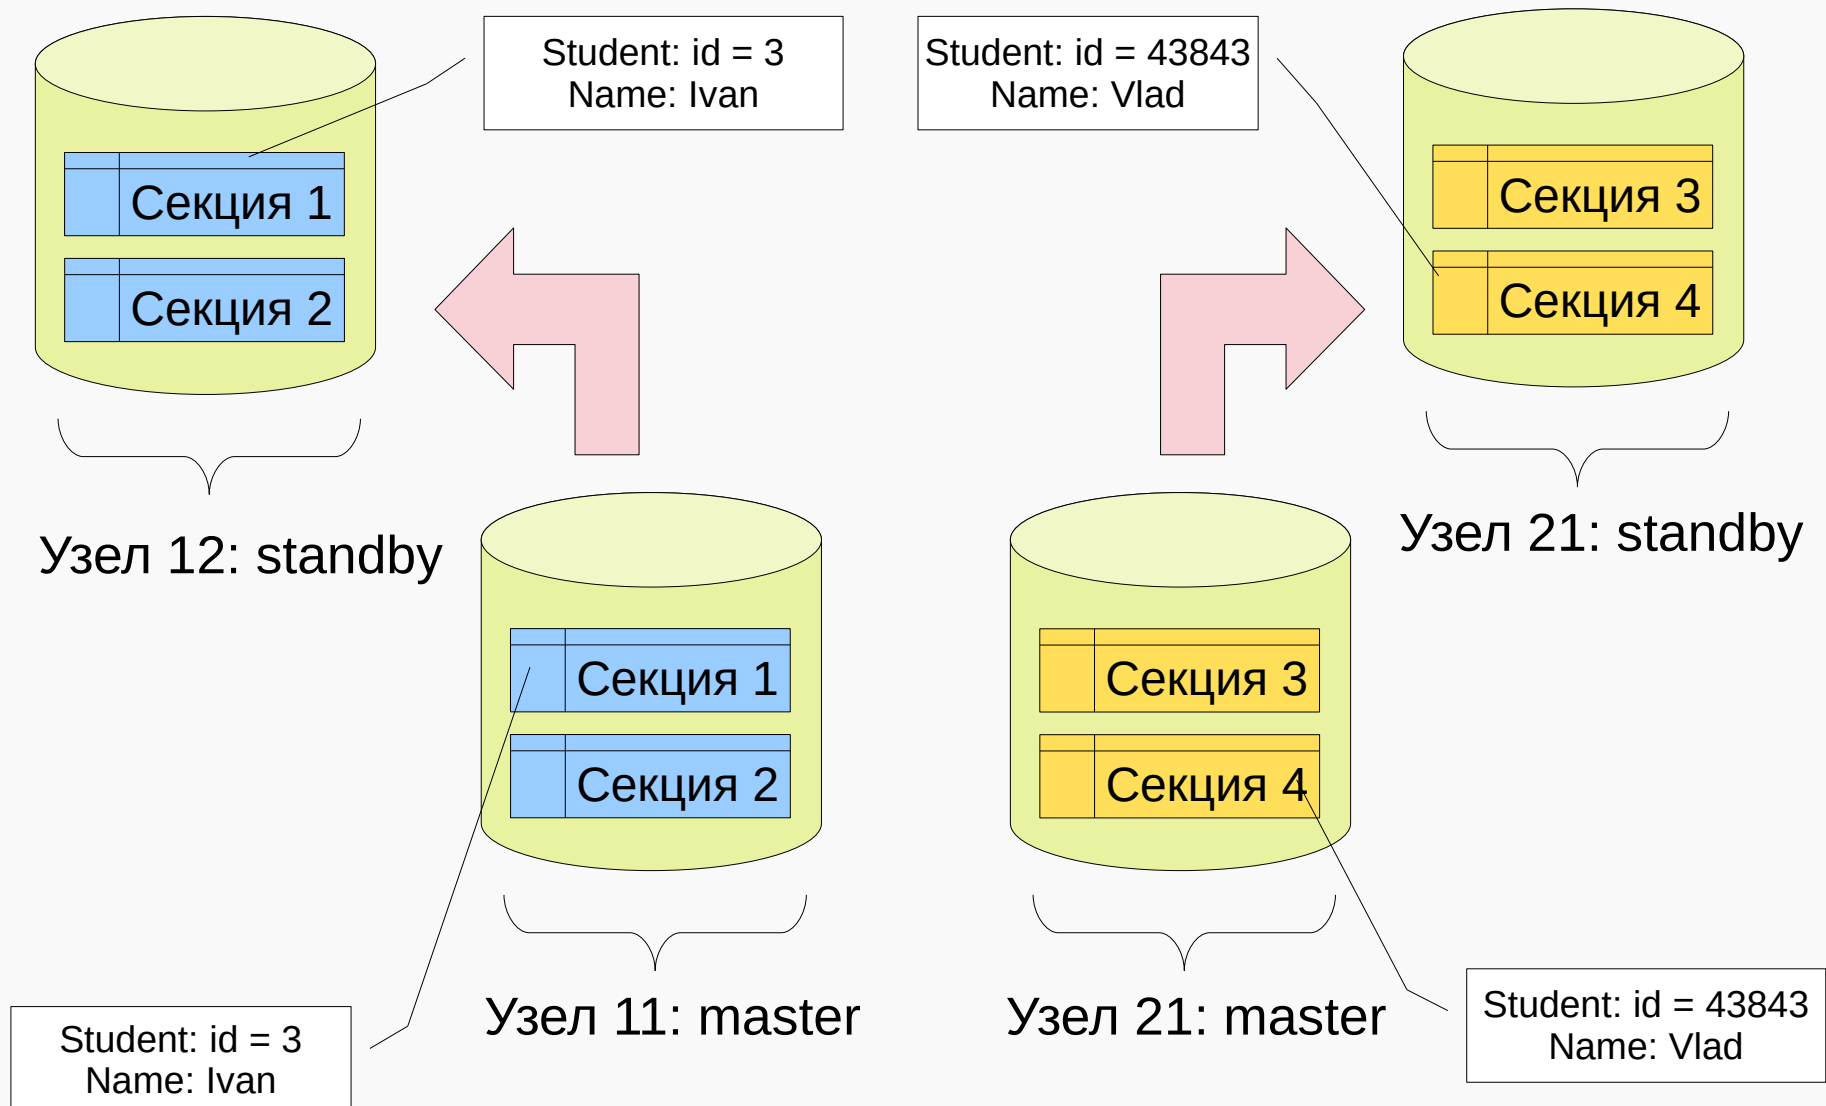 Student: id = 3
Name: Ivan
Student: id = 43843
Name: Vlad
Секция 1
Секция 2
Секция 3
Секция 4
Узел 12: standby
Узел 21: standby
Секция 1
Секция 2
Секция 3
Секция 4
Узел 11: master
Узел 21: master
Student: id = 3
Name: Ivan
Student: id = 43843
Name: Vlad